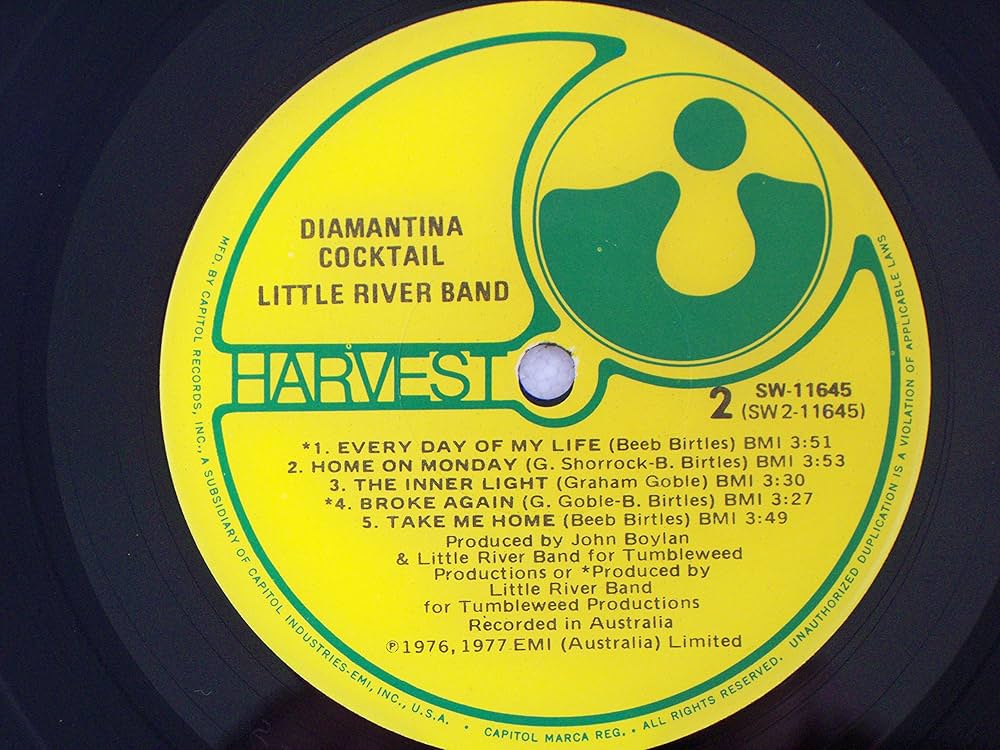 DIAMANTINA
COCKTAIL
LITTLE RIVER BAND
HARVEST
2
SW-11645
(SW2-11645)
*1. EVERY DAY OF MY LIFE (Beeb Birtles) BMI 3:51
2. HOME ON MONDAY (G. Shorrock-B. Birtles) BMI 3:53
3. THE INNER LIGHT (Graham Goble) BMI 3:30
*4. BROKE AGAIN (G. Goble-B. Birtles) BMI 3:27
5. TAKE ME HOME (Beeb Birtles) BMI 3:49
Produced by John Boylan
& Little River Band for Tumbleweed
Productions or *Produced by
Little River Band
for Tumbleweed Productions
Recorded in Australia
℗ 1976, 1977 EMI (Australia) Limited
MFD. BY CAPITOL RECORDS, INC., A SUBSIDIARY OF CAPITOL INDUSTRIES-EMI, INC., U.S.A. • CAPITOL MARCA REG. • ALL RIGHTS RESERVED. UNAUTHORIZED DUPLICATION IS A VIOLATION OF APPLICABLE LAWS